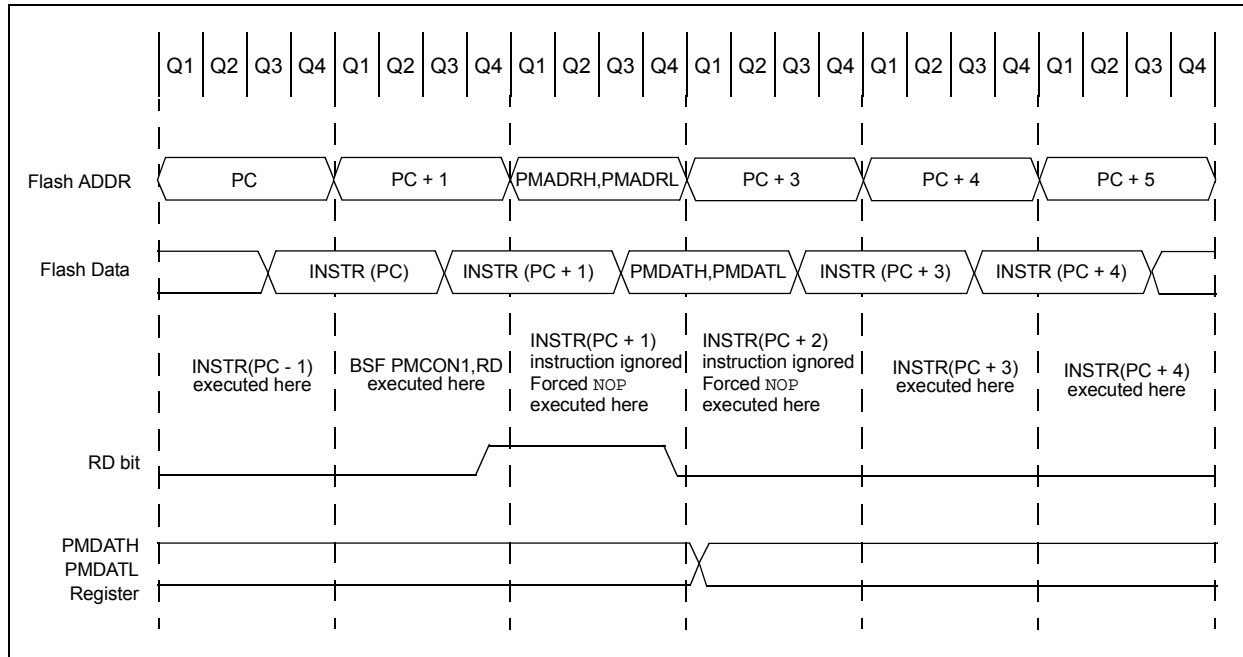 Q1 Q2 Q3 Q4 Q1 Q2 Q3 Q4 Q1 Q2 Q3 Q4 Q1 Q2 Q3 Q4 Q1 Q2 Q3 Q4 Q1 Q2 Q3 Q4
Flash ADDR PC PC + 1 PMADRH,PMADRL PC + 3 PC + 4 PC + 5
Flash Data INSTR (PC) INSTR (PC + 1) PMDATH,PMDATL INSTR (PC + 3) INSTR (PC + 4)
INSTR(PC - 1)
executed here
BSF PMCON1,RD
executed here
INSTR(PC + 1)
instruction ignored
Forced NOP
executed here
INSTR(PC + 2)
instruction ignored
Forced NOP
executed here
INSTR(PC + 3)
executed here
INSTR(PC + 4)
executed here
RD bit
PMDATH
PMDATL
Register